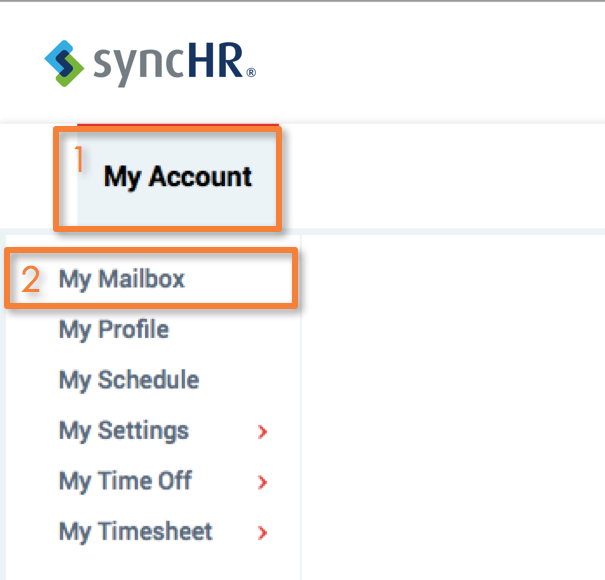 syncHR®
1
My Account
2 My Mailbox
My Profile
My Schedule
My Settings
My Time Off
My Timesheet